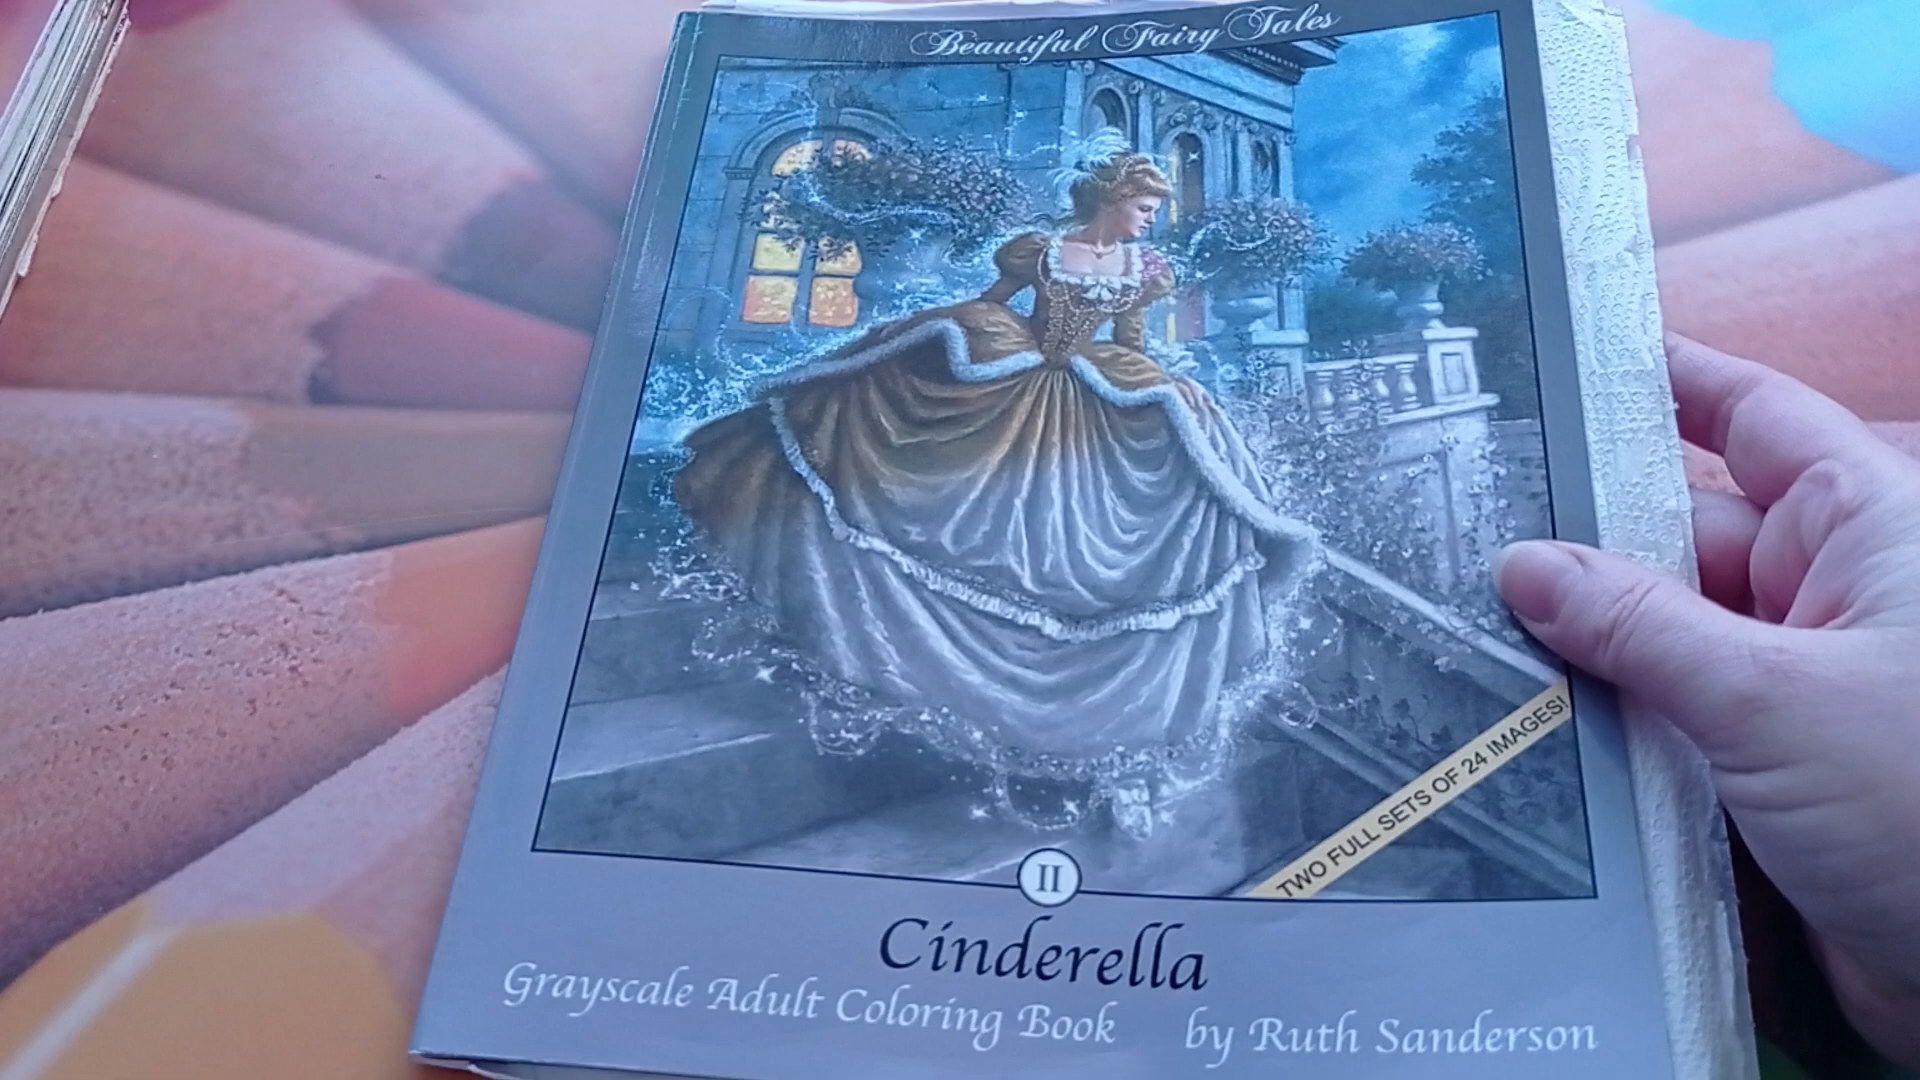 Beautiful Fairy Tales
TWO FULL SETS OF 24 IMAGES!
II
Cinderella
Grayscale Adult Coloring Book by Ruth Sanderson